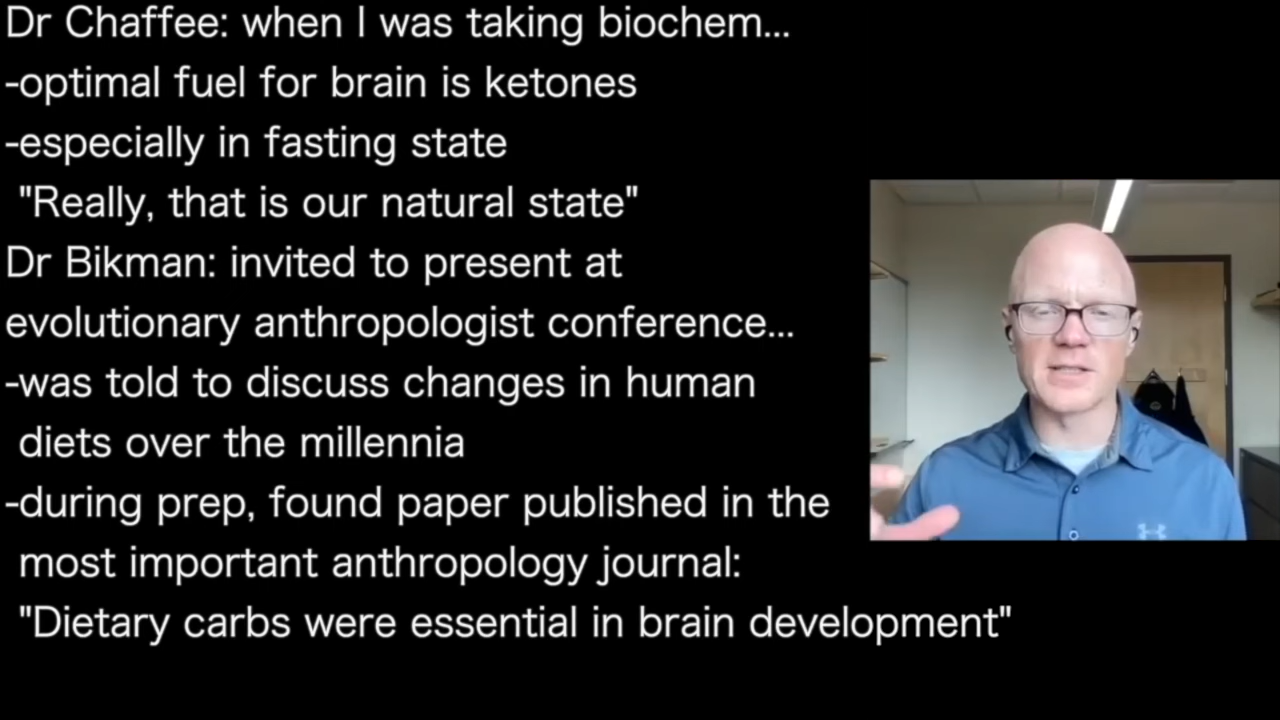 Dr Chaffee: when I was taking biochem...
-optimal fuel for brain is ketones
-especially in fasting state
"Really, that is our natural state"
Dr Bikman: invited to present at
evolutionary anthropologist conference...
-was told to discuss changes in human
diets over the millennia
-during prep, found paper published in the
most important anthropology journal:
"Dietary carbs were essential in brain development"